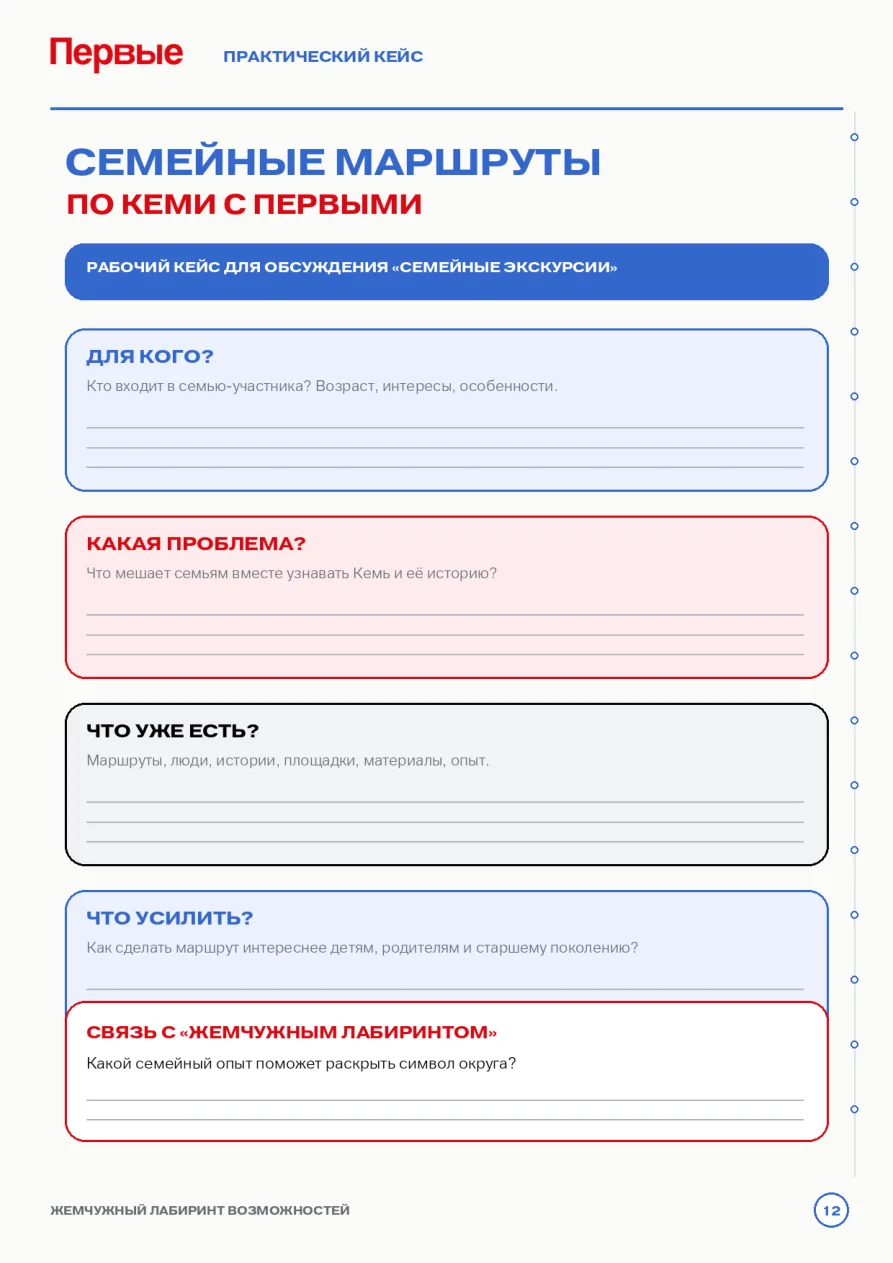 Первые
ПРАКТИЧЕСКИЙ КЕЙС
СЕМЕЙНЫЕ МАРШРУТЫ
ПО КЕМИ С ПЕРВЫМИ
РАБОЧИЙ КЕЙС ДЛЯ ОБСУЖДЕНИЯ «СЕМЕЙНЫЕ ЭКСКУРСИИ»
ДЛЯ КОГО?
Кто входит в семью-участника? Возраст, интересы, особенности.
КАКАЯ ПРОБЛЕМА?
Что мешает семьям вместе узнавать Кемь и её историю?
ЧТО УЖЕ ЕСТЬ?
Маршруты, люди, истории, площадки, материалы, опыт.
ЧТО УСИЛИТЬ?
Как сделать маршрут интереснее детям, родителям и старшему поколению?
СВЯЗЬ С «ЖЕМЧУЖНЫМ ЛАБИРИНТОМ»
Какой семейный опыт поможет раскрыть символ округа?
ЖЕМЧУЖНЫЙ ЛАБИРИНТ ВОЗМОЖНОСТЕЙ
12